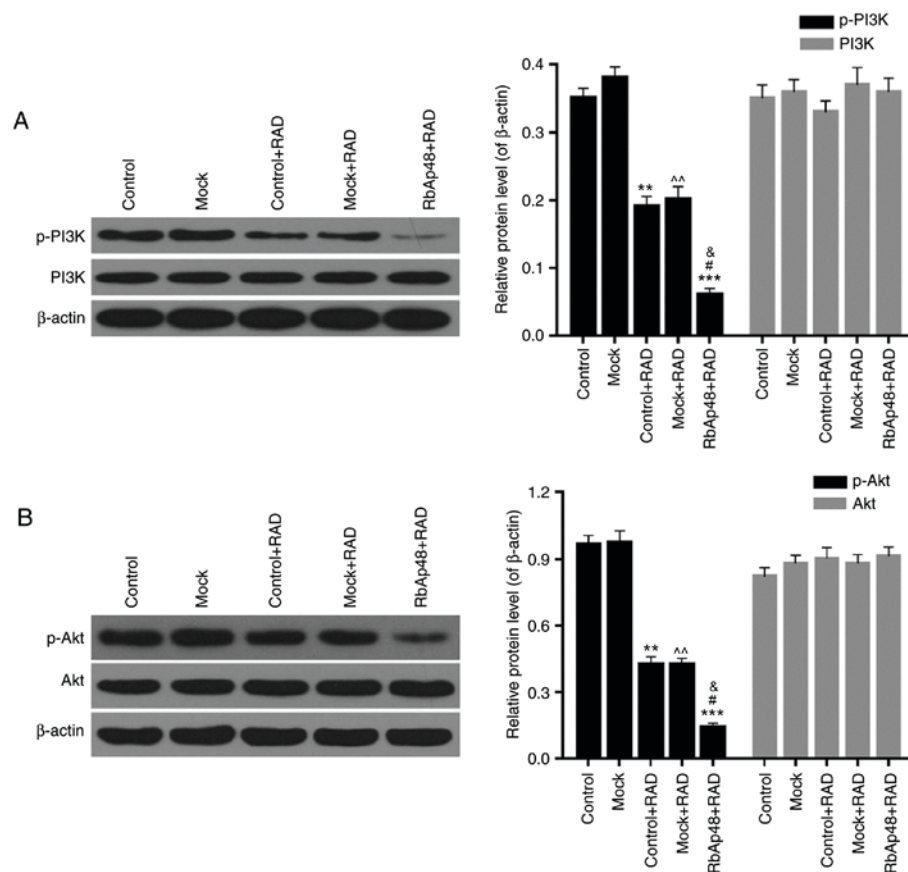 A
Control
Mock
Control+RAD
Mock+RAD
RbAp48+RAD
p-PI3K
PI3K
β-actin
p-PI3K
PI3K
Relative protein level (of β-actin)
0.4
0.3
0.2
0.1
0.0
**
^^
&
#
***
Control
Mock
Control+RAD
Mock+RAD
RbAp48+RAD
Control
Mock
Control+RAD
Mock+RAD
RbAp48+RAD
B
Control
Mock
Control+RAD
Mock+RAD
RbAp48+RAD
p-Akt
Akt
β-actin
p-Akt
Akt
Relative protein level (of β-actin)
1.2
0.9
0.6
0.3
0.0
**
^^
&
#
***
Control
Mock
Control+RAD
Mock+RAD
RbAp48+RAD
Control
Mock
Control+RAD
Mock+RAD
RbAp48+RAD